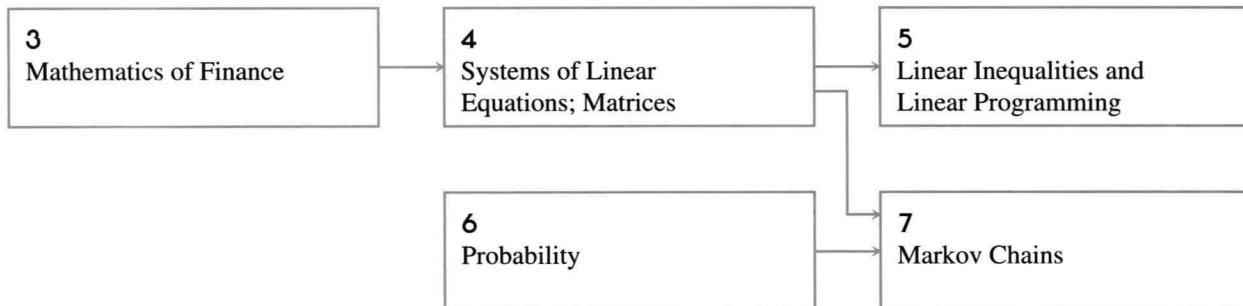 3
Mathematics of Finance
4
Systems of Linear
Equations; Matrices
5
Linear Inequalities and
Linear Programming
6
Probability
7
Markov Chains